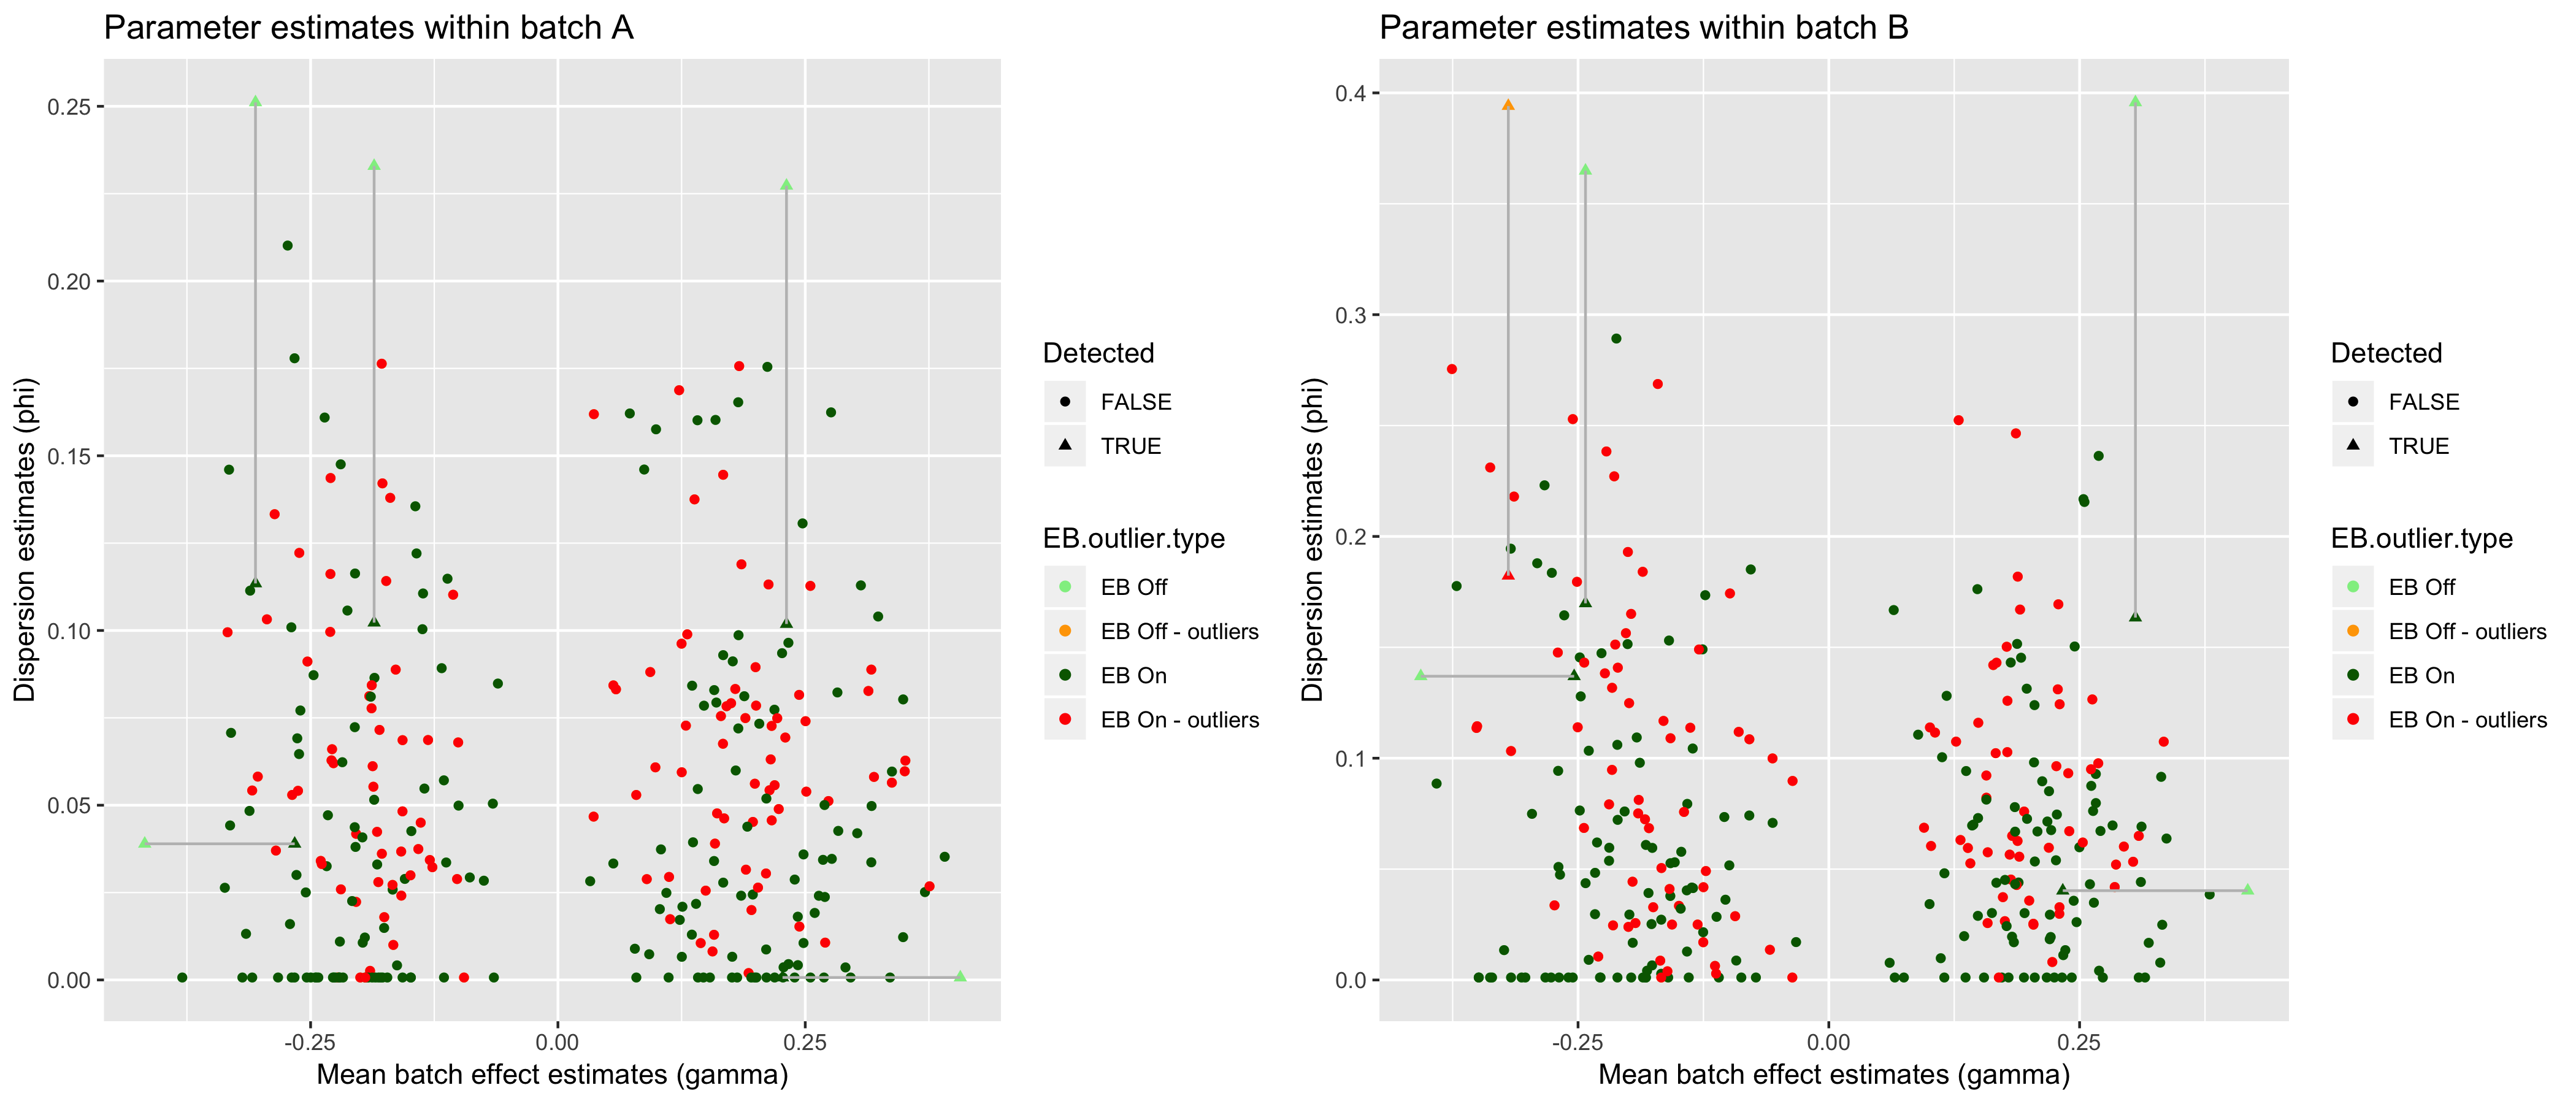 Parameter estimates within batch A
Dispersion estimates (phi)
0.25
0.20
0.15
0.10
0.05
0.00
-0.25
0.00
0.25
Mean batch effect estimates (gamma)
Detected
FALSE
TRUE
EB.outlier.type
EB Off
EB Off - outliers
EB On
EB On - outliers
Parameter estimates within batch B
Dispersion estimates (phi)
0.4
0.3
0.2
0.1
0.0
-0.25
0.00
0.25
Mean batch effect estimates (gamma)
Detected
FALSE
TRUE
EB.outlier.type
EB Off
EB Off - outliers
EB On
EB On - outliers